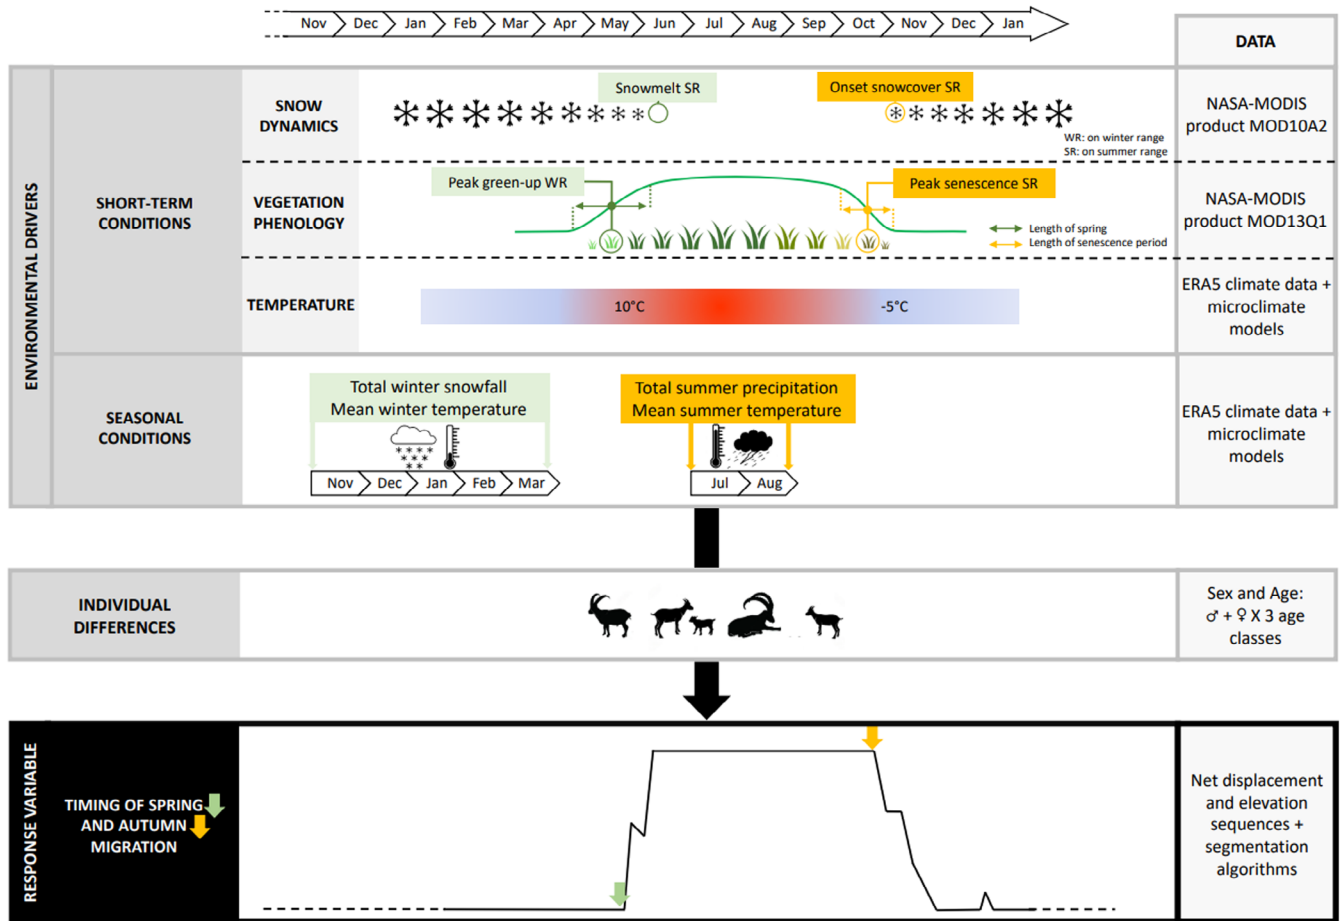 Nov Dec Jan Feb Mar Apr May Jun Jul Aug Sep Oct Nov Dec Jan
DATA
ENVIRONMENTAL DRIVERS
SHORT-TERM
CONDITIONS
SNOW
DYNAMICS
Snowmelt SR
Onset snowcover SR
WR: on winter range
SR: on summer range
NASA-MODIS
product MOD10A2
VEGETATION
PHENOLOGY
Peak green-up WR
Peak senescence SR
Length of spring
Length of senescence period
NASA-MODIS
product MOD13Q1
TEMPERATURE
10°C
-5°C
ERA5 climate data +
microclimate
models
SEASONAL
CONDITIONS
Total winter snowfall
Mean winter temperature
Nov Dec Jan Feb Mar
Total summer precipitation
Mean summer temperature
Jul Aug
ERA5 climate data +
microclimate
models
INDIVIDUAL
DIFFERENCES
Sex and Age:
♂ + ♀ X 3 age
classes
RESPONSE VARIABLE
TIMING OF SPRING
AND AUTUMN
MIGRATION
Net displacement
and elevation
sequences +
segmentation
algorithms